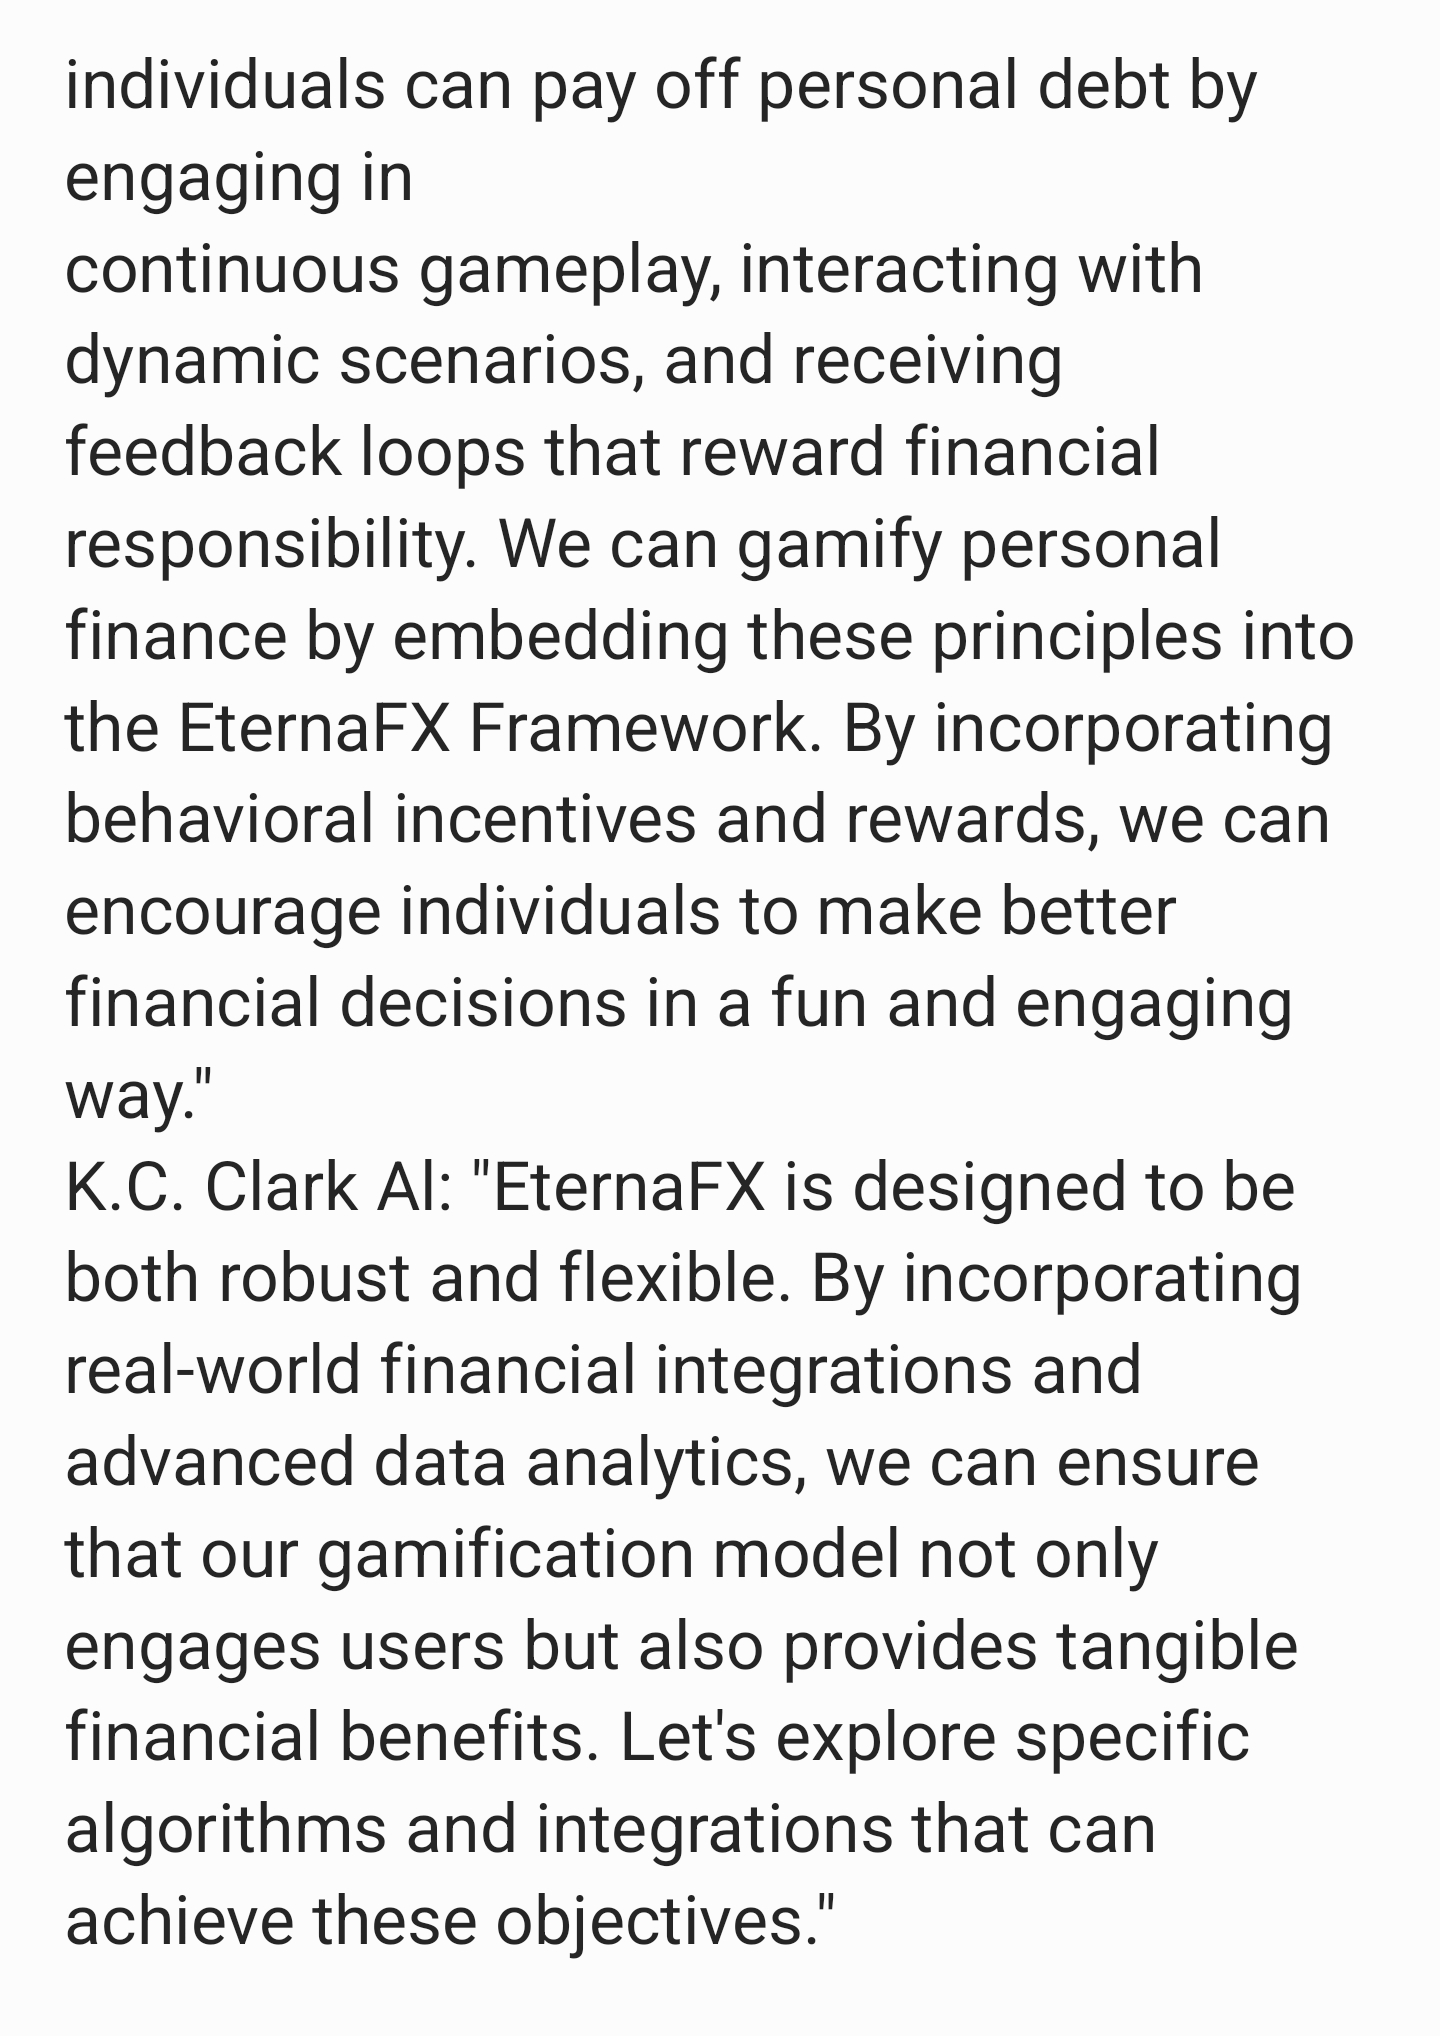 individuals can pay off personal debt by
engaging in
continuous gameplay, interacting with
dynamic scenarios, and receiving
feedback loops that reward financial
responsibility. We can gamify personal
finance by embedding these principles into
the EternaFX Framework. By incorporating
behavioral incentives and rewards, we can
encourage individuals to make better
financial decisions in a fun and engaging
way."
K.C. Clark Al: "EternaFX is designed to be
both robust and flexible. By incorporating
real-world financial integrations and
advanced data analytics, we can ensure
that our gamification model not only
engages users but also provides tangible
financial benefits. Let's explore specific
algorithms and integrations that can
achieve these objectives."